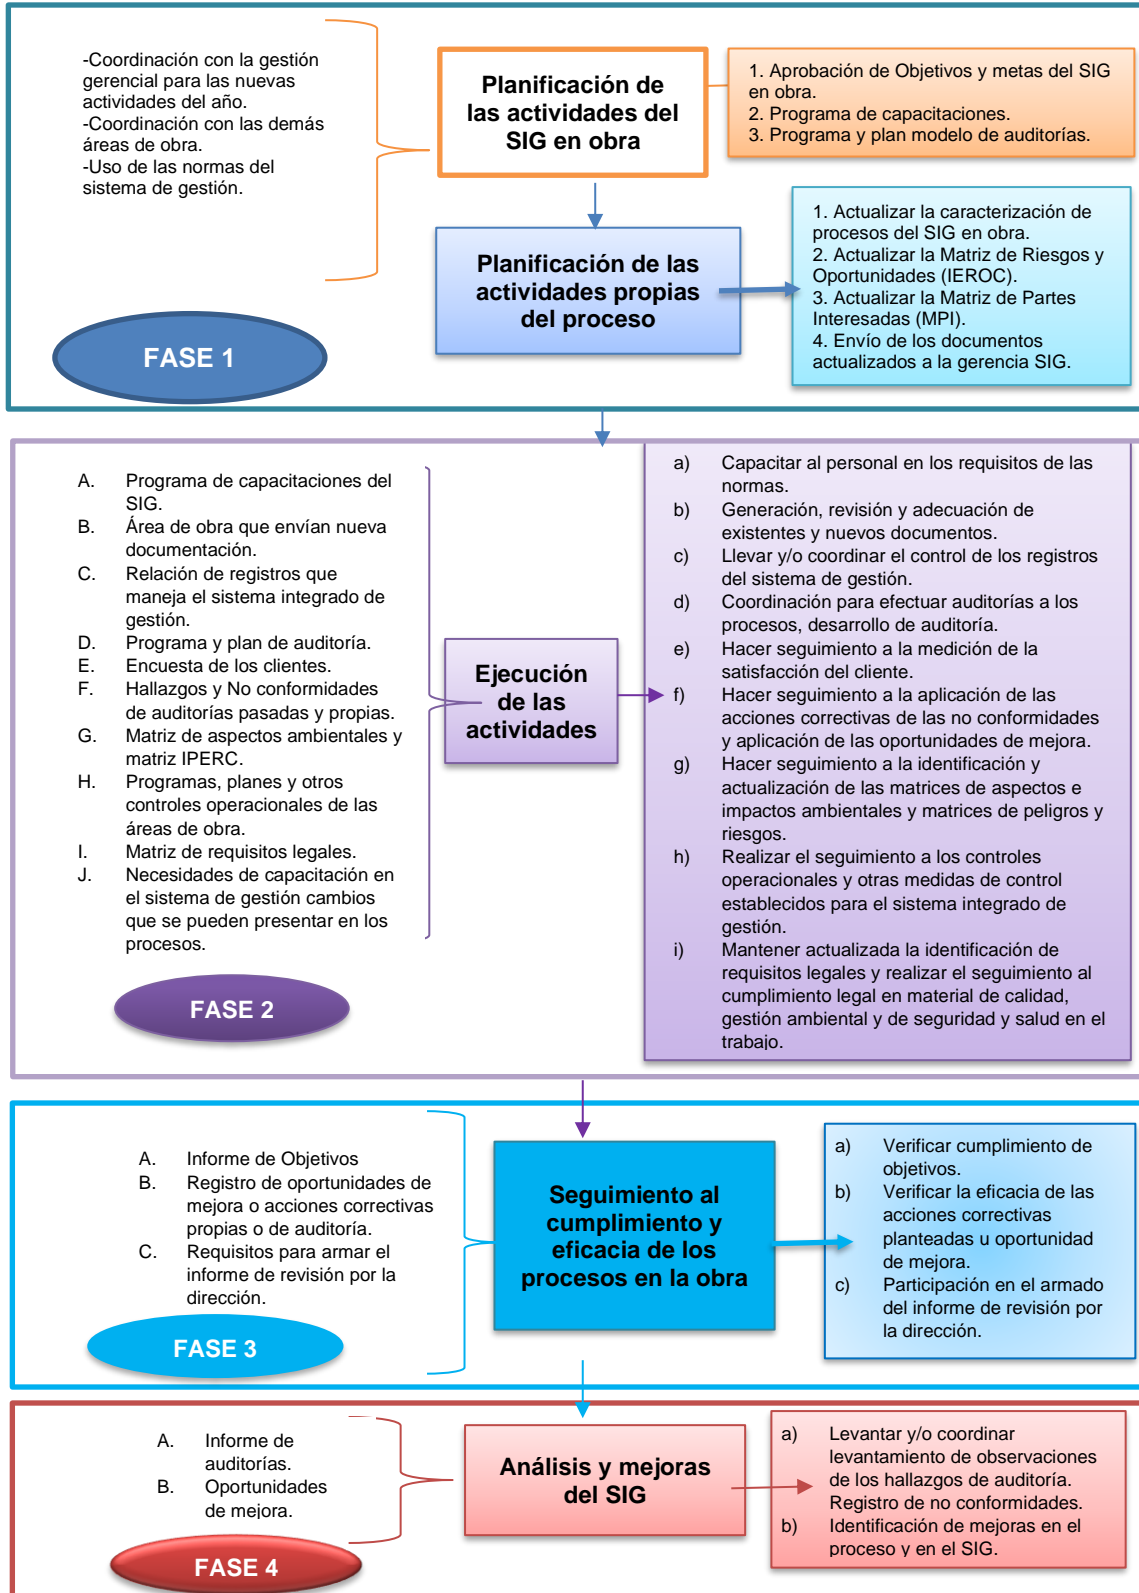 -Coordinación con la gestión
gerencial para las nuevas
actividades del año.
-Coordinación con las demás
áreas de obra.
-Uso de las normas del
sistema de gestión.
Planificación de
las actividades del
SIG en obra
1. Aprobación de Objetivos y metas del SIG
en obra.
2. Programa de capacitaciones.
3. Programa y plan modelo de auditorías.
Planificación de las
actividades propias
del proceso
1. Actualizar la caracterización de
procesos del SIG en obra.
2. Actualizar la Matriz de Riesgos y
Oportunidades (IEROC).
3. Actualizar la Matriz de Partes
Interesadas (MPI).
4. Envío de los documentos
actualizados a la gerencia SIG.
FASE 1
A. Programa de capacitaciones del
SIG.
B. Área de obra que envían nueva
documentación.
C. Relación de registros que
maneja el sistema integrado de
gestión.
D. Programa y plan de auditoría.
E. Encuesta de los clientes.
F. Hallazgos y No conformidades
de auditorías pasadas y propias.
G. Matriz de aspectos ambientales y
matriz IPERC.
H. Programas, planes y otros
controles operacionales de las
áreas de obra.
I. Matriz de requisitos legales.
J. Necesidades de capacitación en
el sistema de gestión cambios
que se pueden presentar en los
procesos.
FASE 2
Ejecución
de las
actividades
a) Capacitar al personal en los requisitos de las
normas.
b) Generación, revisión y adecuación de
existentes y nuevos documentos.
c) Llevar y/o coordinar el control de los registros
del sistema de gestión.
d) Coordinación para efectuar auditorías a los
procesos, desarrollo de auditoría.
e) Hacer seguimiento a la medición de la
satisfacción del cliente.
f) Hacer seguimiento a la aplicación de las
acciones correctivas de las no conformidades
y aplicación de las oportunidades de mejora.
g) Hacer seguimiento a la identificación y
actualización de las matrices de aspectos e
impactos ambientales y matrices de peligros y
riesgos.
h) Realizar el seguimiento a los controles
operacionales y otras medidas de control
establecidos para el sistema integrado de
gestión.
i) Mantener actualizada la identificación de
requisitos legales y realizar el seguimiento al
cumplimiento legal en material de calidad,
gestión ambiental y de seguridad y salud en el
trabajo.
A. Informe de Objetivos
B. Registro de oportunidades de
mejora o acciones correctivas
propias o de auditoría.
C. Requisitos para armar el
informe de revisión por la
dirección.
FASE 3
Seguimiento al
cumplimiento y
eficacia de los
procesos en la obra
a) Verificar cumplimiento de
objetivos.
b) Verificar la eficacia de las
acciones correctivas
planteadas u oportunidad
de mejora.
c) Participación en el armado
del informe de revisión por
la dirección.
A. Informe de
auditorías.
B. Oportunidades
de mejora.
FASE 4
Análisis y mejoras
del SIG
a) Levantar y/o coordinar
levantamiento de observaciones
de los hallazgos de auditoría.
Registro de no conformidades.
b) Identificación de mejoras en el
proceso y en el SIG.